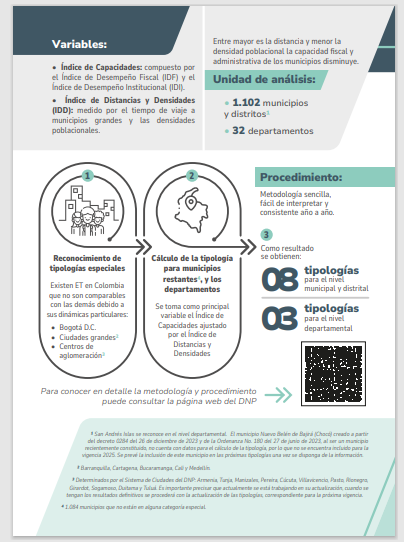 Variables:
● Índice de Capacidades: compuesto por
el Índice de Desempeño Fiscal (IDF) y el
Índice de Desempeño Institucional (IDI).
● Índice de Distancias y Densidades
(IDD): medido por el tiempo de viaje a
municipios grandes y las densidades
poblacionales.
Entre mayor es la distancia y menor la
densidad poblacional la capacidad fiscal y
administrativa de los municipios disminuye.
Unidad de análisis:
● 1.102 municipios
y distritos¹
● 32 departamentos
1
Reconocimiento de
tipologías especiales
Existen ET en Colombia
que no son comparables
con las demás debido a
sus dinámicas particulares:
● Bogotá D.C.
● Ciudades grandes²
● Centros de
aglomeración³
2
Cálculo de la tipología
para municipios
restantes⁴, y los
departamentos
Se toma como principal
variable el Índice de
Capacidades ajustado
por el Índice de
Distancias y
Densidades
Procedimiento:
Metodología sencilla,
fácil de interpretar y
consistente año a año.
3
Como resultado
se obtienen:
08 tipologías
para el nivel
municipal y distrital
03 tipologías
para el nivel
departamental
Para conocer en detalle la metodología y procedimiento
puede consultar la página web del DNP
¹ San Andrés Islas se reconoce en el nivel departamental. El municipio Nuevo Belén de Bajirá (Chocó) creado a partir
del decreto 0284 del 26 de diciembre de 2023 y de la Ordenanza No. 180 del 27 de junio de 2023, al ser un municipio
recientemente constituido, no cuenta con datos para el cálculo de la tipología, por lo que no se encuentra incluido para la
vigencia 2025. Se prevé la inclusión de este municipio en las próximas tipologías una vez se disponga de la información.
² Barranquilla, Cartagena, Bucaramanga, Cali y Medellín.
³ Determinados por el Sistema de Ciudades del DNP: Armenia, Tunja, Manizales, Pereira, Cúcuta, Villavicencio, Pasto, Rionegro,
Girardot, Sogamoso, Duitama y Tuluá. Es importante precisar que actualmente se está trabajando en su actualización, cuando se
tengan los resultados definitivos se procederá con la actualización de las tipologías, correspondiente para la próxima vigencia.
⁴ 1.084 municipios que no están en alguna categoría especial.